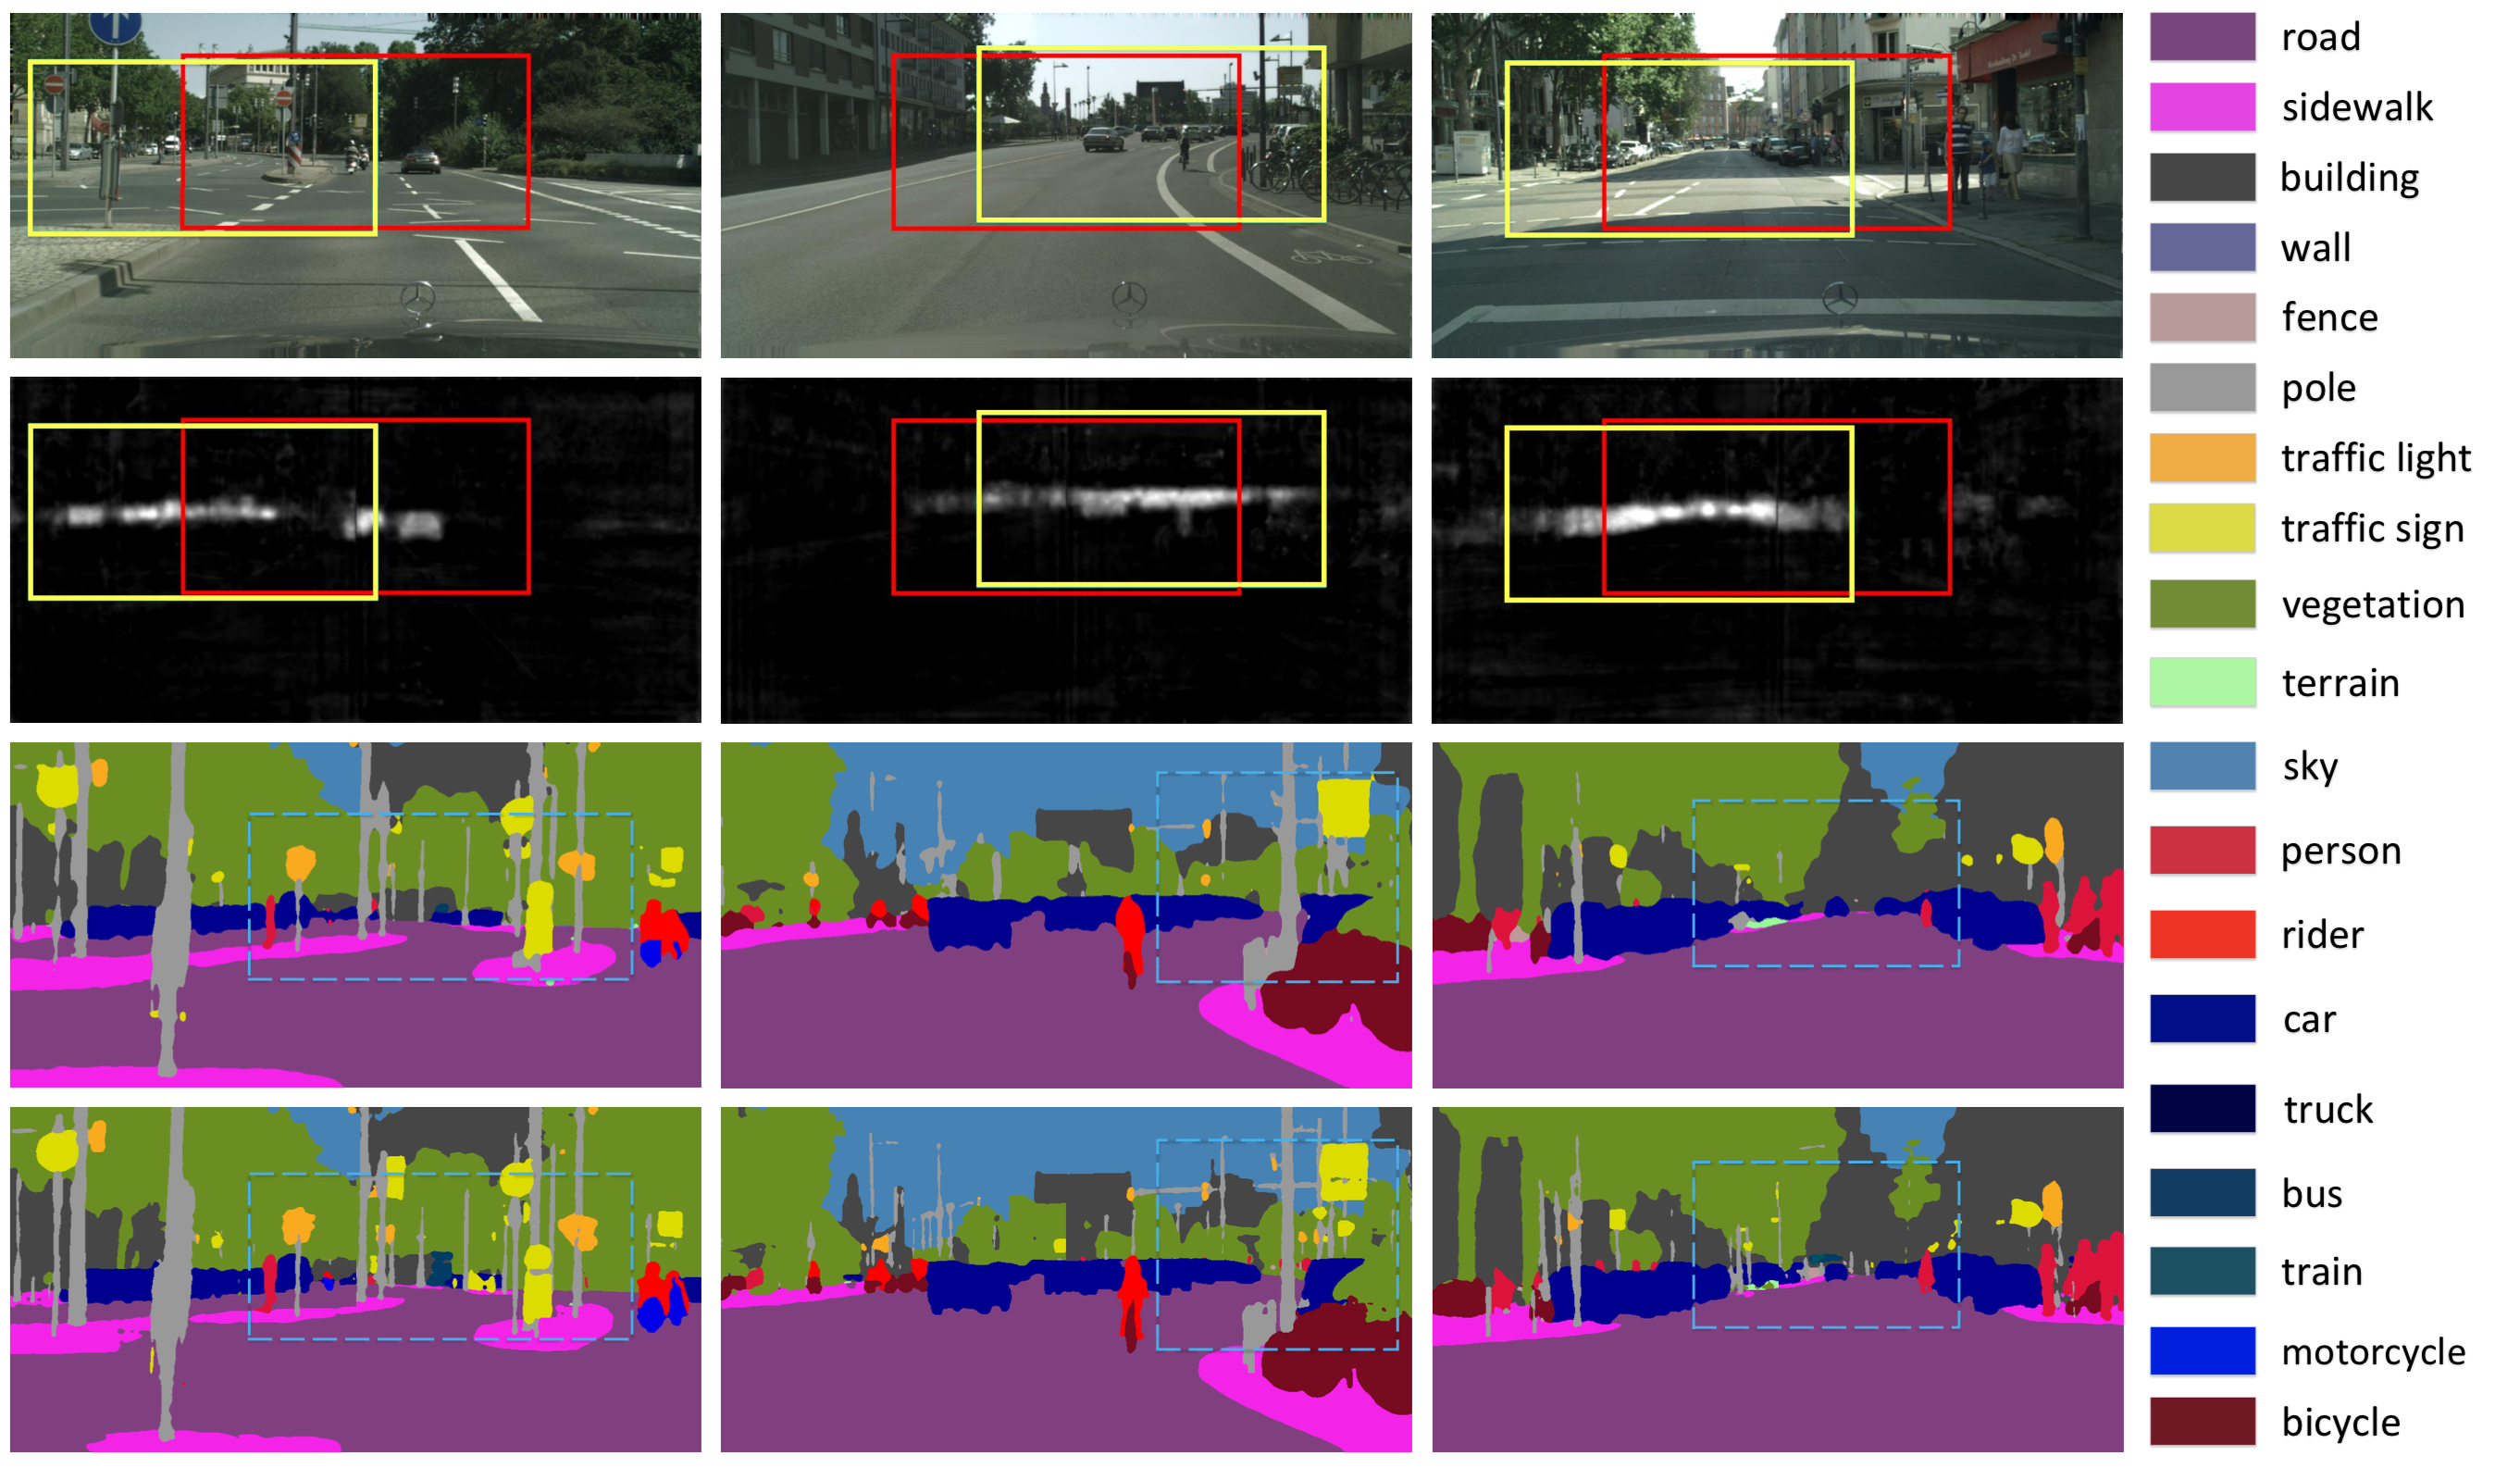 road
sidewalk
building
wall
fence
pole
traffic light
traffic sign
vegetation
terrain
sky
person
rider
car
truck
bus
train
motorcycle
bicycle